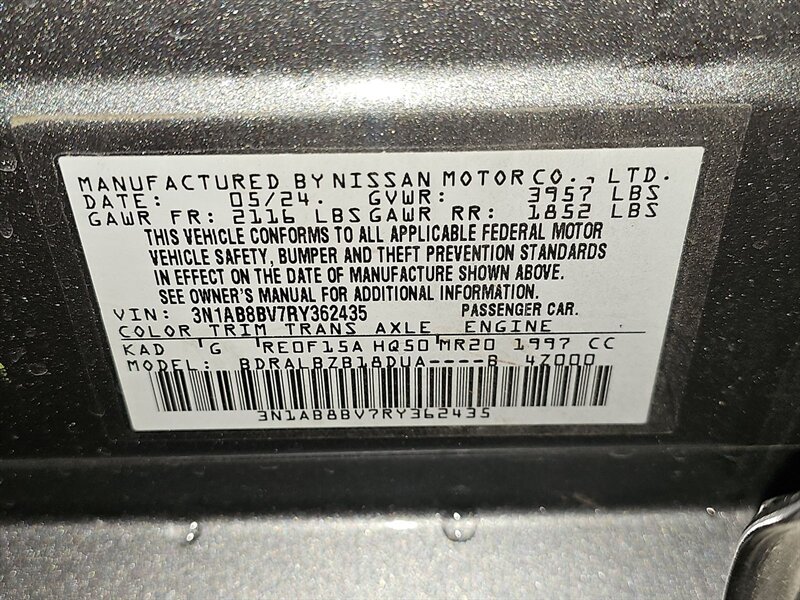 MANUFACTURED BY NISSAN MOTOR CO., LTD.
DATE: 05/24. GVWR: 3957 LBS
GAWR FR: 2116 LBS GAWR RR: 1852 LBS
THIS VEHICLE CONFORMS TO ALL APPLICABLE FEDERAL MOTOR
VEHICLE SAFETY, BUMPER AND THEFT PREVENTION STANDARDS
IN EFFECT ON THE DATE OF MANUFACTURE SHOWN ABOVE.
SEE OWNER'S MANUAL FOR ADDITIONAL INFORMATION.
VIN: 3N1AB8BV7RY362435 PASSENGER CAR.
COLOR TRIM TRANS AXLE ENGINE
KAD G RE0F15A HQ50 MR20 1997 CC
MODEL: BDRALBZB18DUA----B 4Z000
3N1AB8BV7RY362435